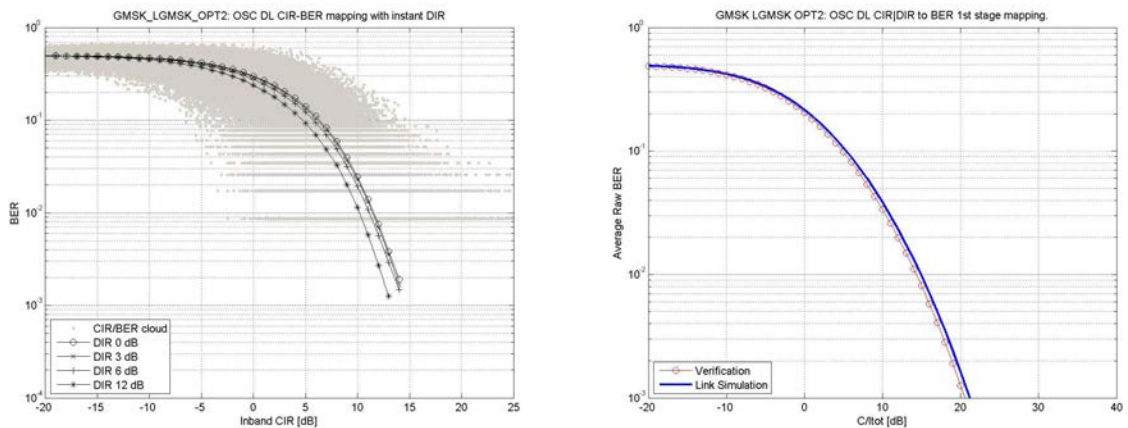 GMSK_LGMSK_OPT2: OSC DL CIR-BER mapping with instant DIR
10^0
10^-1
10^-2
10^-3
10^-4
BER
CIR/BER cloud
DIR 0 dB
DIR 3 dB
DIR 6 dB
DIR 12 dB
-20 -15 -10 -5 0 5 10 15 20 25
Inband CIR [dB]
GMSK LGMSK OPT2: OSC DL CIR|DIR to BER 1st stage mapping.
10^0
10^-1
10^-2
10^-3
Average Raw BER
Verification
Link Simulation
-20 -10 0 10 20 30 40
C/Itot [dB]